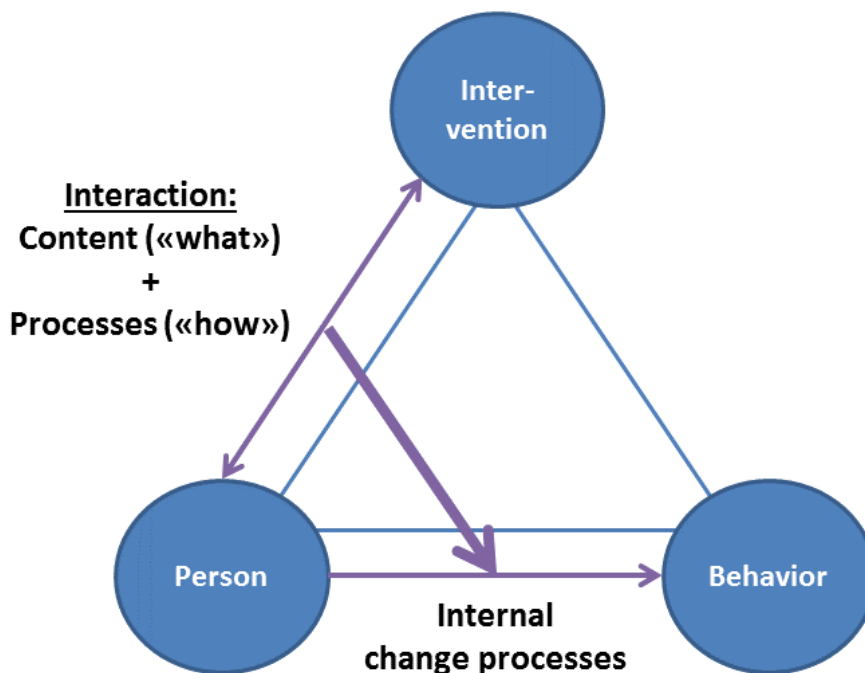 Inter-
vention
Interaction:
Content («what»)
+
Processes («how»)
Person
Behavior
Internal
change processes